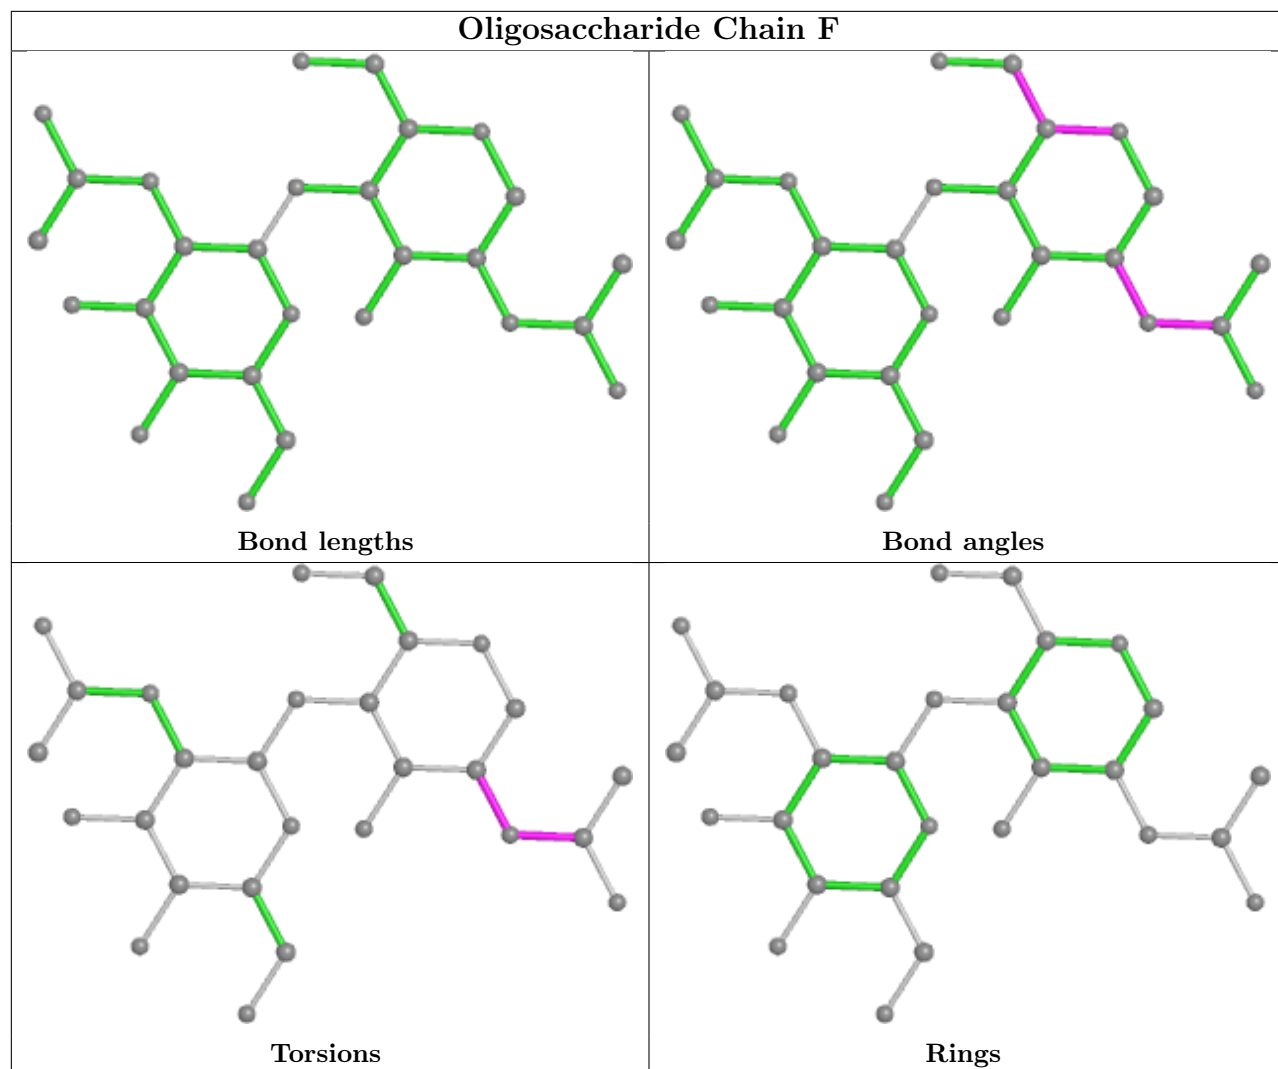 Oligosaccharide Chain F
Bond lengths
Bond angles
Torsions
Rings